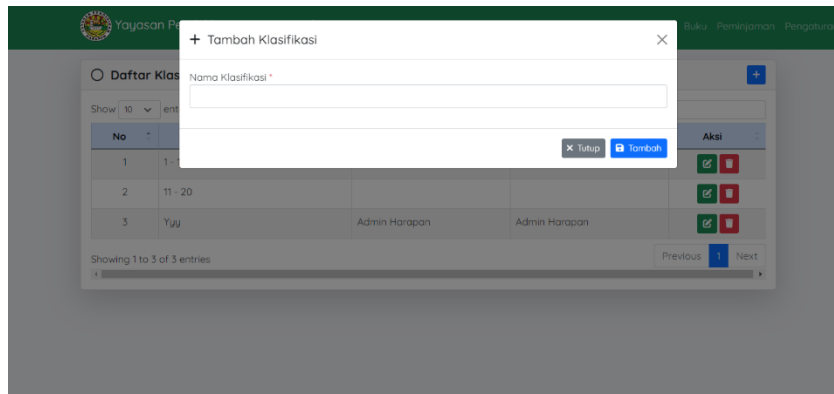 Yayasan Pe
Buku Peminjaman Pengatura
+ Tambah Klasifikasi
Daftar Klas
Nama Klasifikasi *
Show 10 ent
No Aksi
× Tutup Tambah
1 1 -
2 11 - 20
3 Yyy Admin Harapan Admin Harapan
Showing 1 to 3 of 3 entries
Previous 1 Next